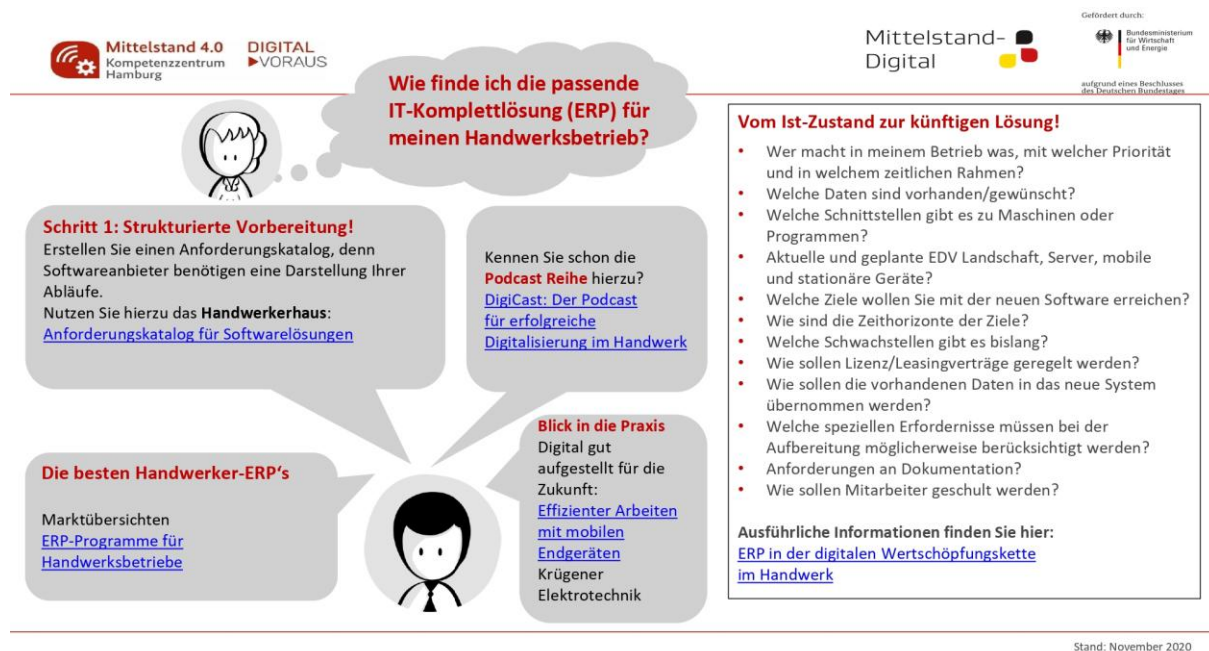 Mittelstand 4.0
Kompetenzzentrum
Hamburg
DIGITAL
VORAUS
Mittelstand-
Digital
Gefördert durch:
Bundesministerium
für Wirtschaft
und Energie
aufgrund eines Beschlusses
des Deutschen Bundestages
Wie finde ich die passende
IT-Komplettlösung (ERP) für
meinen Handwerksbetrieb?
Schritt 1: Strukturierte Vorbereitung!
Erstellen Sie einen Anforderungskatalog, denn
Softwareanbieter benötigen eine Darstellung Ihrer
Abläufe.
Nutzen Sie hierzu das Handwerkerhaus:
Anforderungskatalog für Softwarelösungen
Kennen Sie schon die
Podcast Reihe hierzu?
DigiCast: Der Podcast
für erfolgreiche
Digitalisierung im Handwerk
Die besten Handwerker-ERP‘s
Marktübersichten
ERP-Programme für
Handwerksbetriebe
Blick in die Praxis
Digital gut
aufgestellt für die
Zukunft:
Effizienter Arbeiten
mit mobilen
Endgeräten
Krügener
Elektrotechnik
Vom Ist-Zustand zur künftigen Lösung!
• Wer macht in meinem Betrieb was, mit welcher Priorität
und in welchem zeitlichen Rahmen?
• Welche Daten sind vorhanden/gewünscht?
• Welche Schnittstellen gibt es zu Maschinen oder
Programmen?
• Aktuelle und geplante EDV Landschaft, Server, mobile
und stationäre Geräte?
• Welche Ziele wollen Sie mit der neuen Software erreichen?
• Wie sind die Zeithorizonte der Ziele?
• Welche Schwachstellen gibt es bislang?
• Wie sollen Lizenz/Leasingverträge geregelt werden?
• Wie sollen die vorhandenen Daten in das neue System
übernommen werden?
• Welche speziellen Erfordernisse müssen bei der
Aufbereitung möglicherweise berücksichtigt werden?
• Anforderungen an Dokumentation?
• Wie sollen Mitarbeiter geschult werden?
Ausführliche Informationen finden Sie hier:
ERP in der digitalen Wertschöpfungskette
im Handwerk
Stand: November 2020